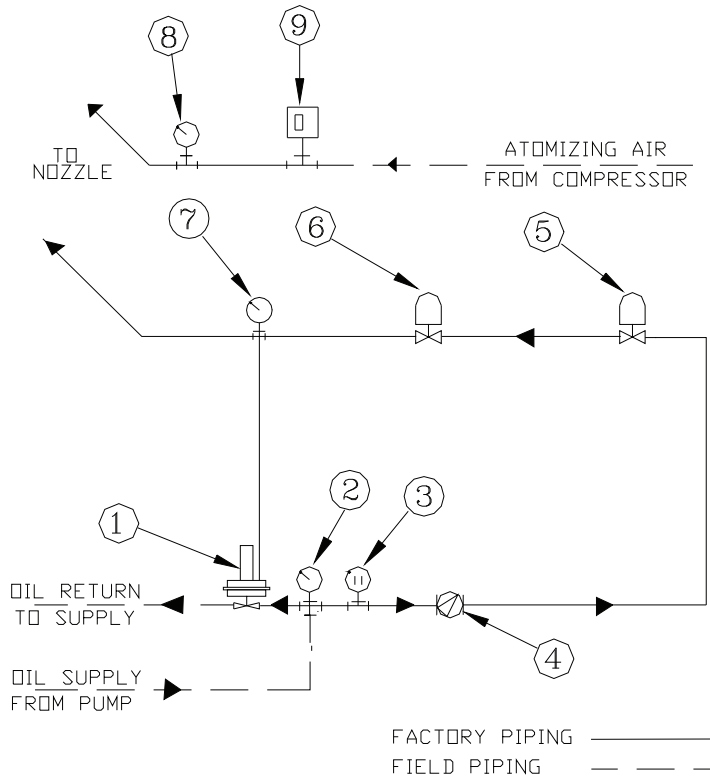 8
9
TO
NOZZLE
ATOMIZING AIR
FROM COMPRESSOR
7
6
5
2
3
1
OIL RETURN
TO SUPPLY
4
OIL SUPPLY
FROM PUMP
FACTORY PIPING
FIELD PIPING